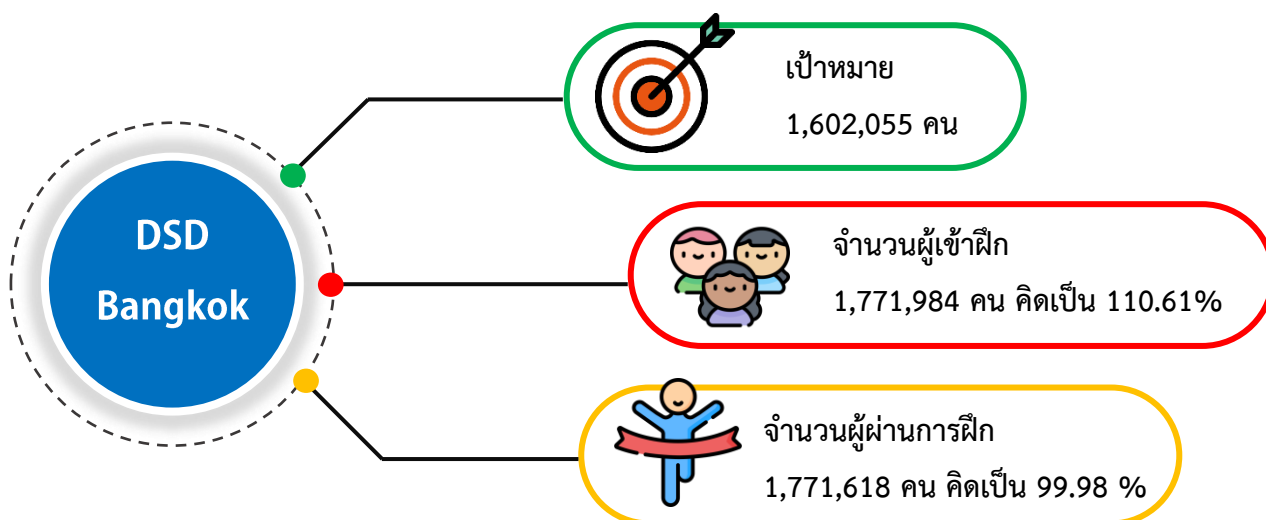 DSD
Bangkok
เป้าหมาย
1,602,055 คน
จำนวนผู้เข้าฝึก
1,771,984 คน คิดเป็น 110.61%
จำนวนผู้ผ่านการฝึก
1,771,618 คน คิดเป็น 99.98 %